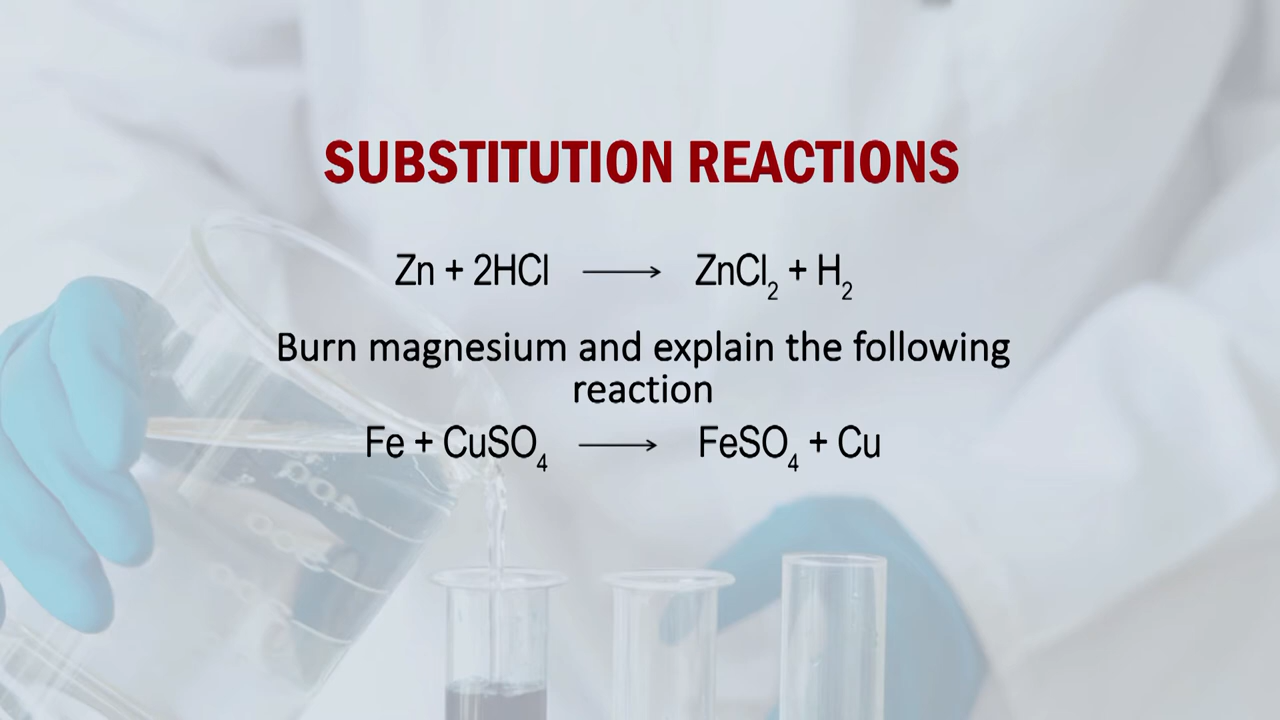 SUBSTITUTION REACTIONS
Zn + 2HCl ⟶ ZnCl₂ + H₂
Burn magnesium and explain the following
reaction
Fe + CuSO₄ ⟶ FeSO₄ + Cu